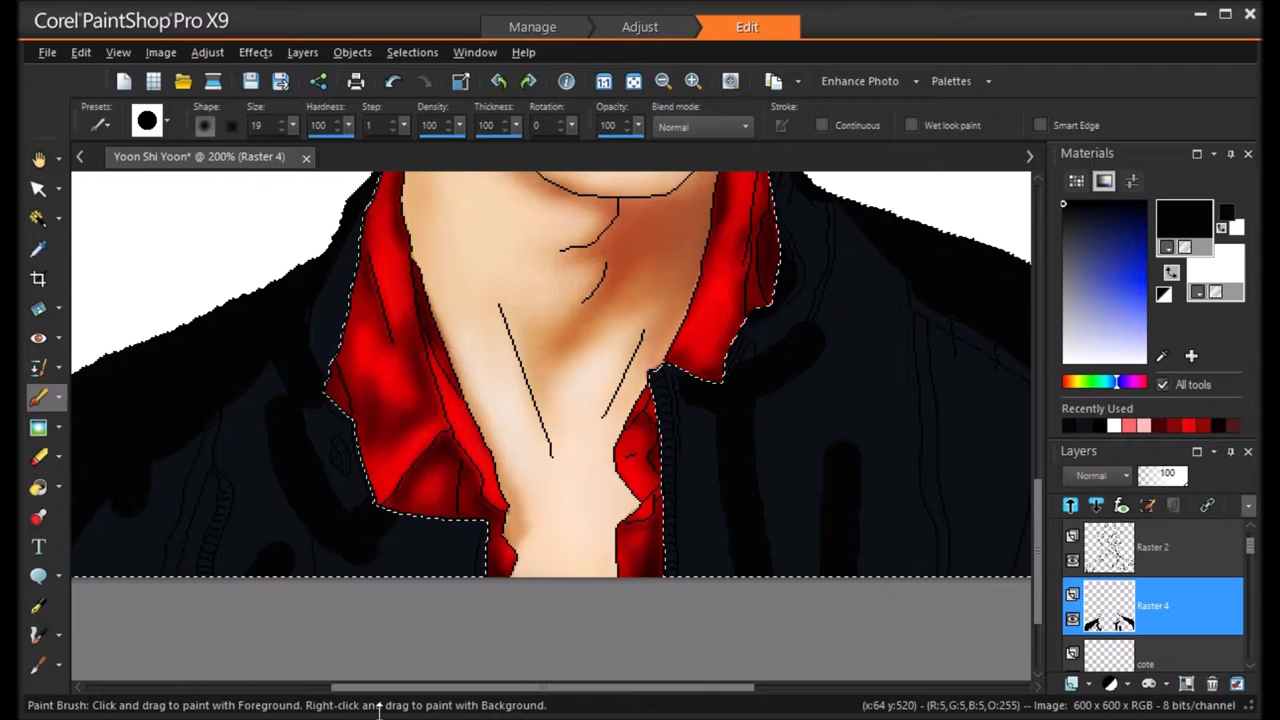 Corel PaintShop Pro X9
Manage
Adjust
Edit
File Edit View Image Adjust Effects Layers Objects Selections Window Help
Enhance Photo
Palettes
Presets: Shape: Size: Hardness: Step: Density: Thickness: Rotation: Opacity: Blend mode: Stroke:
19 100 1 100 100 0 100 Normal Continuous Wet look paint Smart Edge
Yoon Shi Yoon* @ 200% (Raster 4)
Materials
All tools
Recently Used
Layers
Normal 100
Raster 2
Raster 4
cote
Paint Brush: Click and drag to paint with Foreground. Right-click and drag to paint with Background.
(x:64 y:520) - (R:5,G:5,B:5,O:255) -- Image: 600 x 600 x RGB - 8 bits/channel